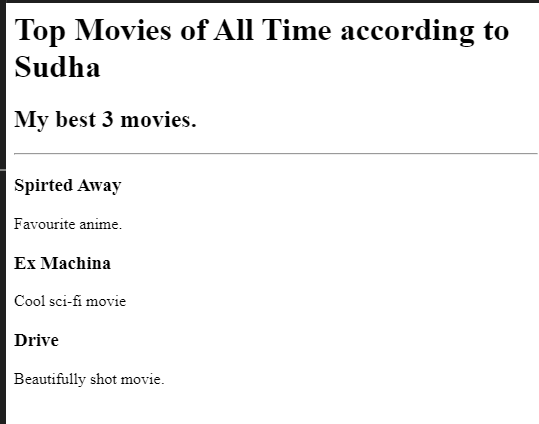 Top Movies of All Time according to
Sudha
My best 3 movies.
Spirted Away
Favourite anime.
Ex Machina
Cool sci-fi movie
Drive
Beautifully shot movie.